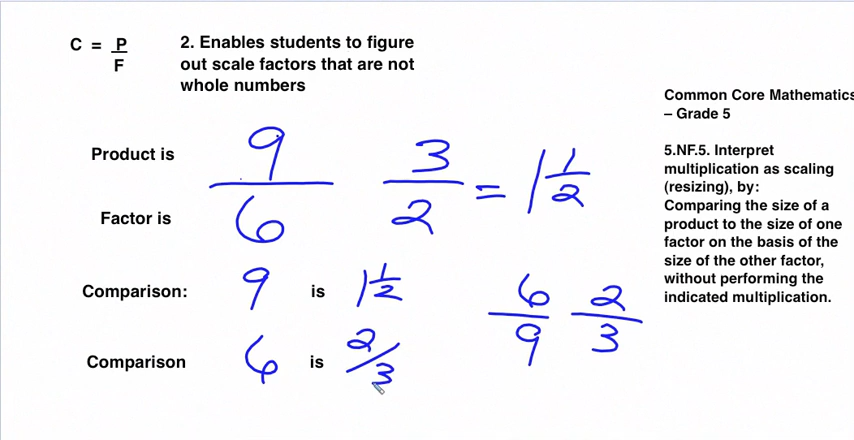 C = P/F
2. Enables students to figure
out scale factors that are not
whole numbers
Common Core Mathematics
– Grade 5
5.NF.5. Interpret
multiplication as scaling
(resizing), by:
Comparing the size of a
product to the size of one
factor on the basis of the
size of the other factor,
without performing the
indicated multiplication.
Product is 9 3
= 1 1/2
Factor is 6 2
Comparison: 9 is 1 1/2
Comparison 6 is 2/3
6 2
9 3